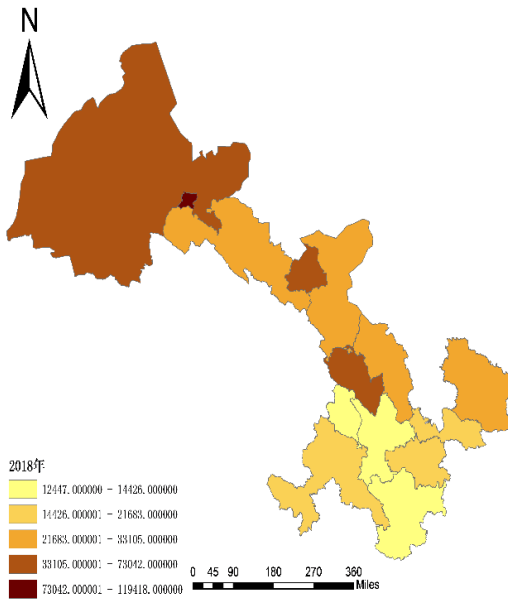 N
2018年
12447.000000 - 14426.000000
14426.000001 - 21683.000000
21683.000001 - 33105.000000
33105.000001 - 73042.000000
73042.000001 - 119418.000000
0 45 90 180 270 360
Miles